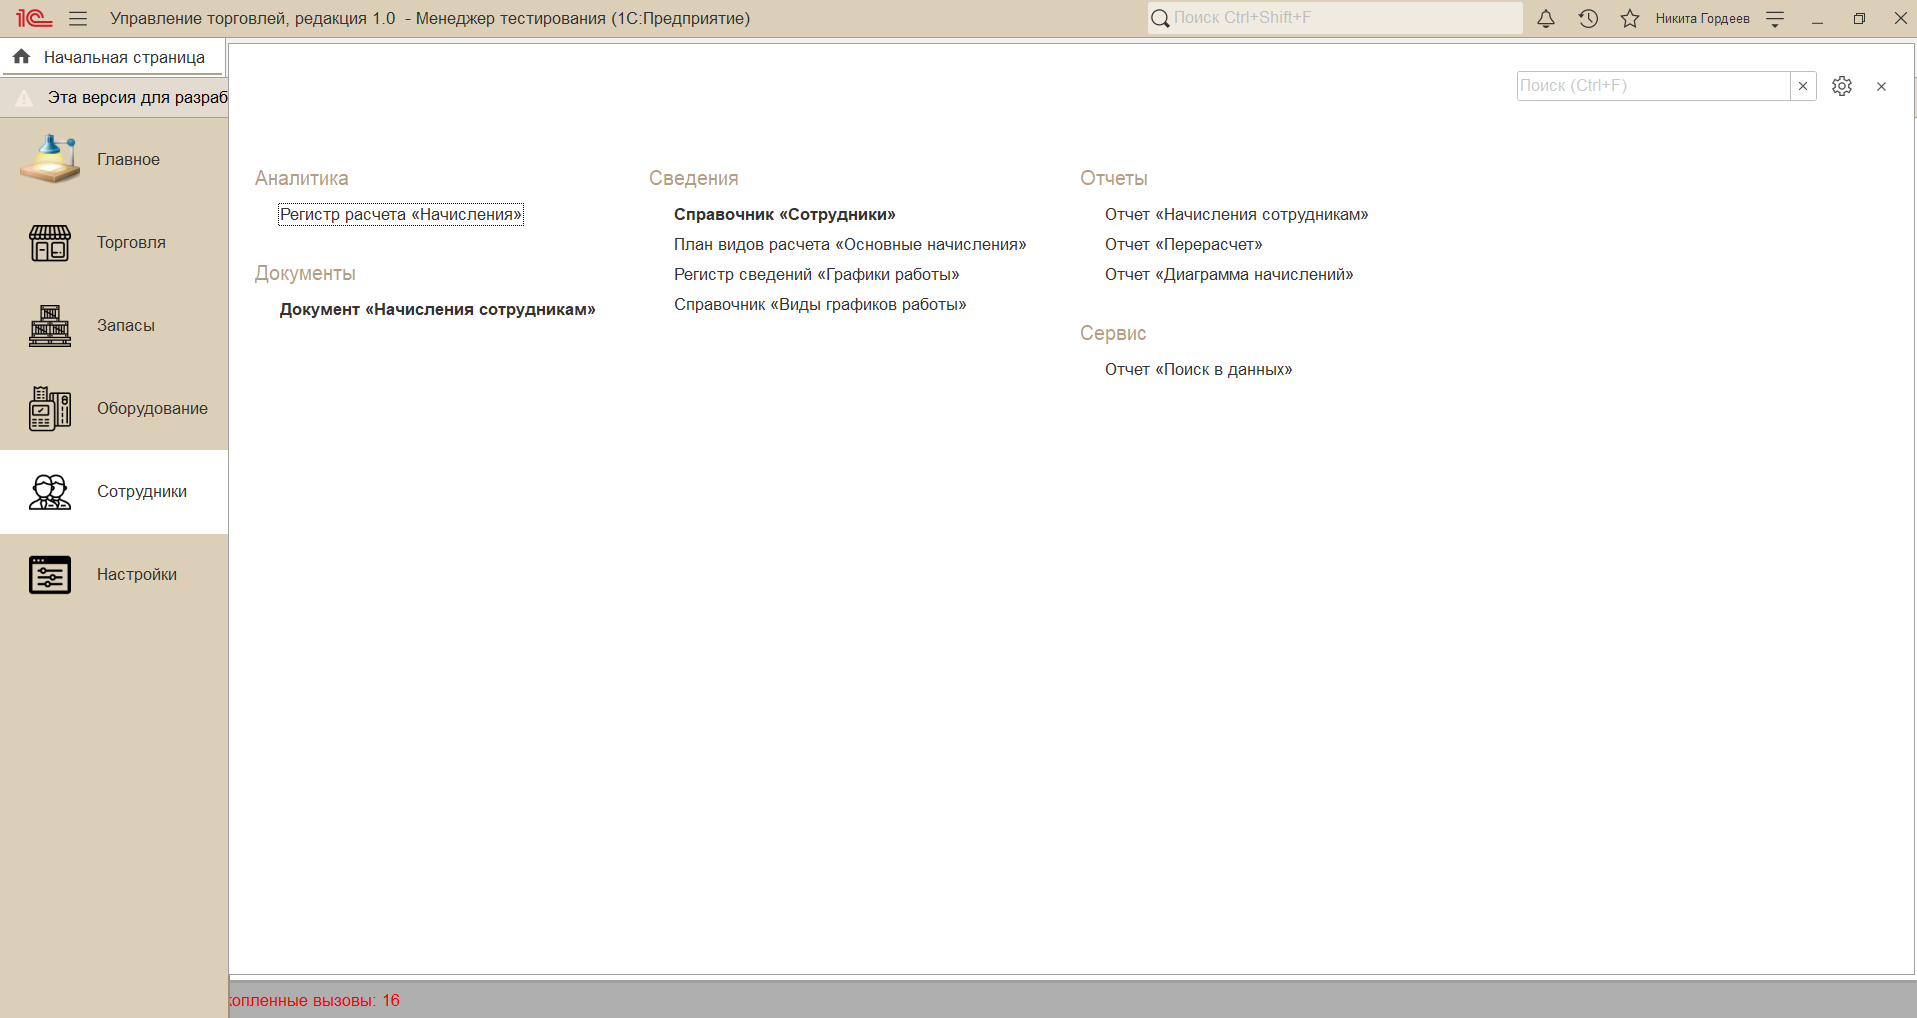 1С Управление торговлей, редакция 1.0 - Менеджер тестирования (1С:Предприятие)
Поиск Ctrl+Shift+F
Никита Гордеев
Начальная страница
Эта версия для разраб
Поиск (Ctrl+F)
Главное
Торговля
Запасы
Оборудование
Сотрудники
Настройки
Аналитика
Регистр расчета «Начисления»
Документы
Документ «Начисления сотрудникам»
Сведения
Справочник «Сотрудники»
План видов расчета «Основные начисления»
Регистр сведений «Графики работы»
Справочник «Виды графиков работы»
Отчеты
Отчет «Начисления сотрудникам»
Отчет «Перерасчет»
Отчет «Диаграмма начислений»
Сервис
Отчет «Поиск в данных»
копленные вызовы: 16